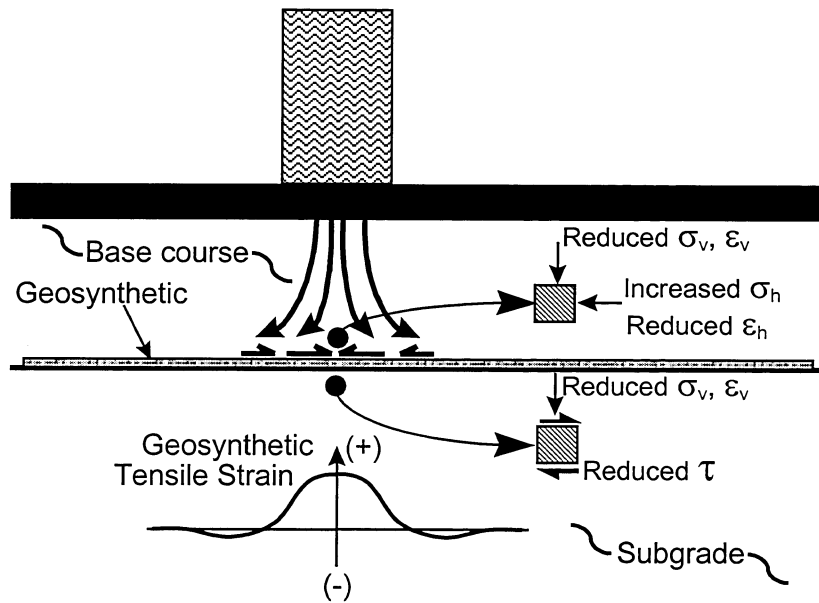 Base course
Geosynthetic
Reduced σᵥ, εᵥ
Increased σₕ
Reduced εₕ
Reduced σᵥ, εᵥ
Reduced τ
Geosynthetic
Tensile Strain
(+)
(-)
Subgrade